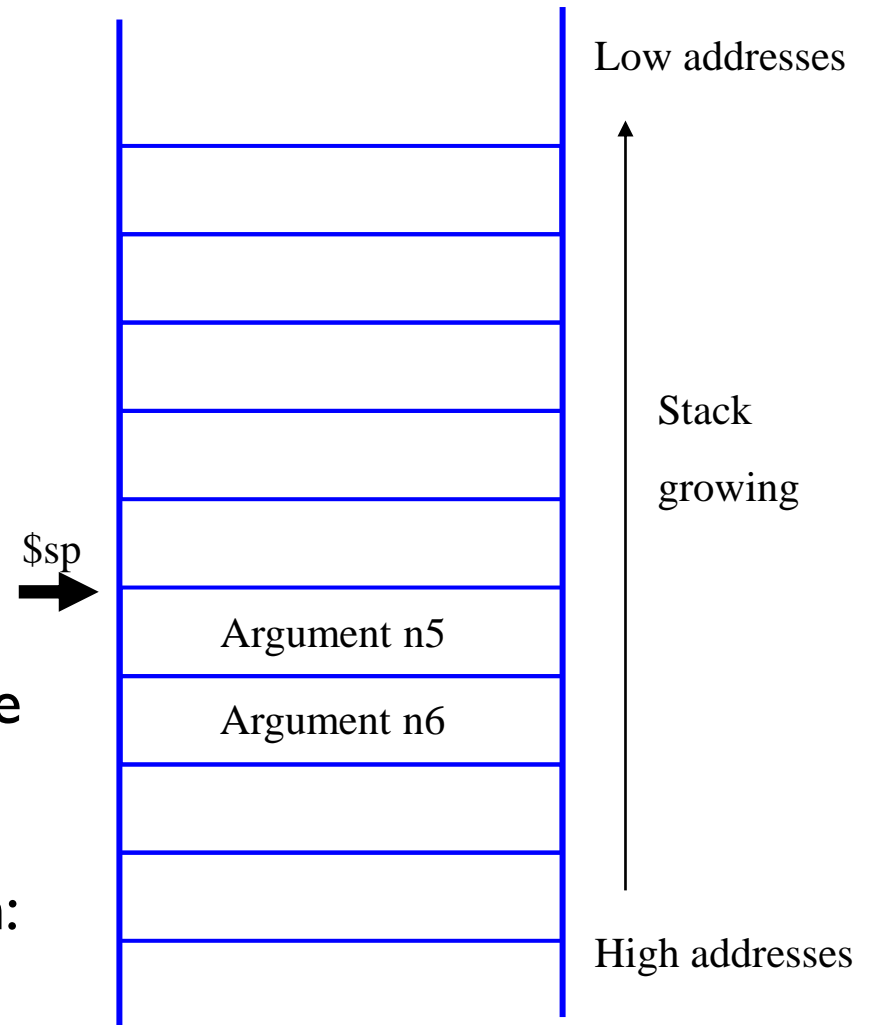 Low addresses
Stack
growing
$sp
Argument n5
Argument n6
e
:
High addresses